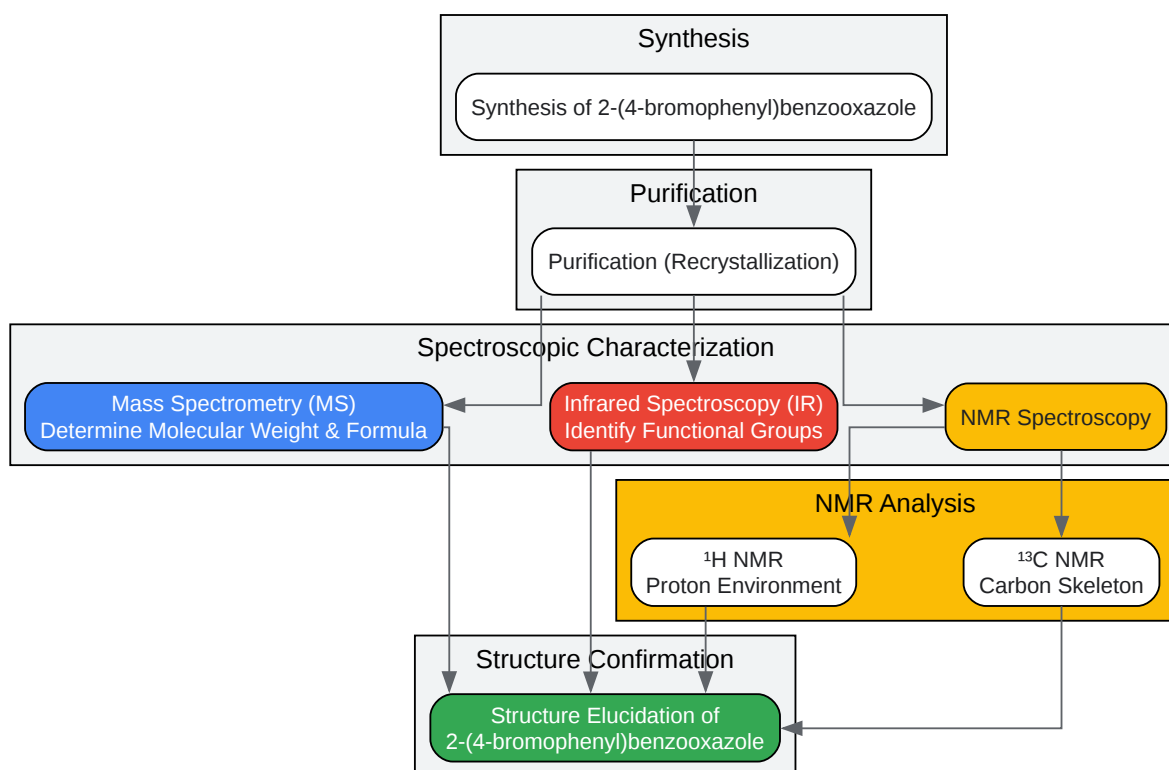 Synthesis
Synthesis of 2-(4-bromophenyl)benzooxazole
Purification
Purification (Recrystallization)
Spectroscopic Characterization
Mass Spectrometry (MS)
Determine Molecular Weight & Formula
Infrared Spectroscopy (IR)
Identify Functional Groups
NMR Spectroscopy
NMR Analysis
¹H NMR
Proton Environment
¹³C NMR
Carbon Skeleton
Structure Confirmation
Structure Elucidation of
2-(4-bromophenyl)benzooxazole